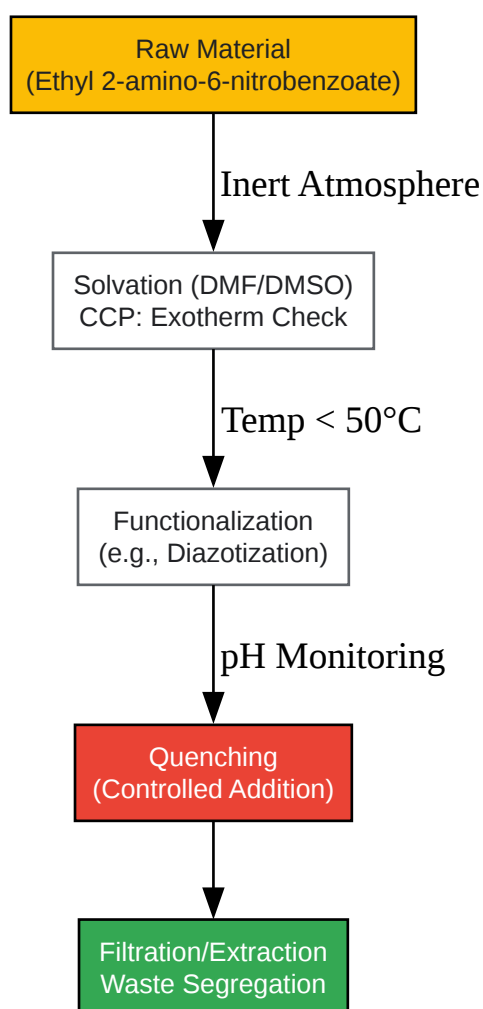 Raw Material
(Ethyl 2-amino-6-nitrobenzoate)
Inert Atmosphere
Solvation (DMF/DMSO)
CCP: Exotherm Check
Temp < 50°C
Functionalization
(e.g., Diazotization)
pH Monitoring
Quenching
(Controlled Addition)
Filtration/Extraction
Waste Segregation